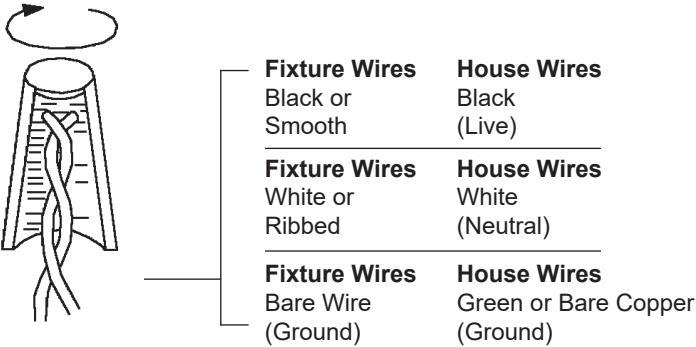 Fixture Wires House Wires
Black or Black
Smooth (Live)
Fixture Wires House Wires
White or White
Ribbed (Neutral)
Fixture Wires House Wires
Bare Wire Green or Bare Copper
(Ground) (Ground)